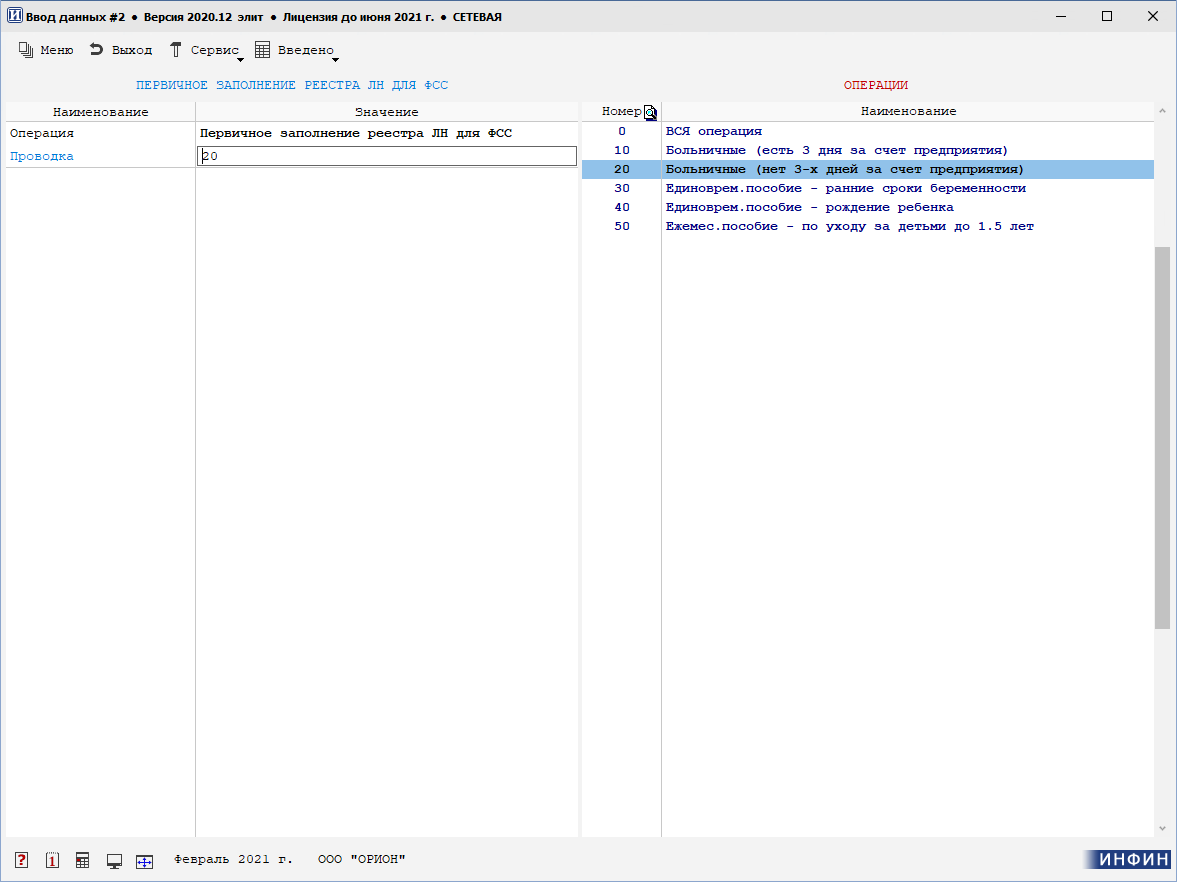 Ввод данных #2 ● Версия 2020.12 элит ● Лицензия до июня 2021 г. ● СЕТЕВАЯ
Меню Выход Сервис Введено
ПЕРВИЧНОЕ ЗАПОЛНЕНИЕ РЕЕСТРА ЛН ДЛЯ ФСС
ОПЕРАЦИИ
Наименование Значение
Операция Первичное заполнение реестра ЛН для ФСС
Проводка 20
Номер Наименование
0 ВСЯ операция
10 Больничные (есть 3 дня за счет предприятия)
20 Больничные (нет 3-х дней за счет предприятия)
30 Единоврем.пособие - ранние сроки беременности
40 Единоврем.пособие - рождение ребенка
50 Ежемес.пособие - по уходу за детьми до 1.5 лет
? 1 Февраль 2021 г. ООО "ОРИОН" ИНФИН